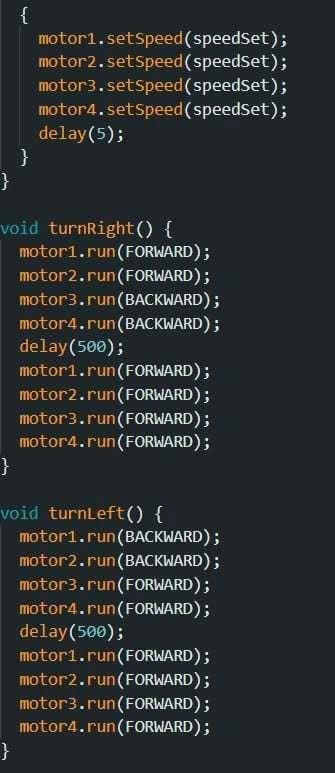 {
motor1.setSpeed(speedSet);
motor2.setSpeed(speedSet);
motor3.setSpeed(speedSet);
motor4.setSpeed(speedSet);
delay(5);
}
}
void turnRight() {
motor1.run(FORWARD);
motor2.run(FORWARD);
motor3.run(BACKWARD);
motor4.run(BACKWARD);
delay(500);
motor1.run(FORWARD);
motor2.run(FORWARD);
motor3.run(FORWARD);
motor4.run(FORWARD);
}
void turnLeft() {
motor1.run(BACKWARD);
motor2.run(BACKWARD);
motor3.run(FORWARD);
motor4.run(FORWARD);
delay(500);
motor1.run(FORWARD);
motor2.run(FORWARD);
motor3.run(FORWARD);
motor4.run(FORWARD);
}